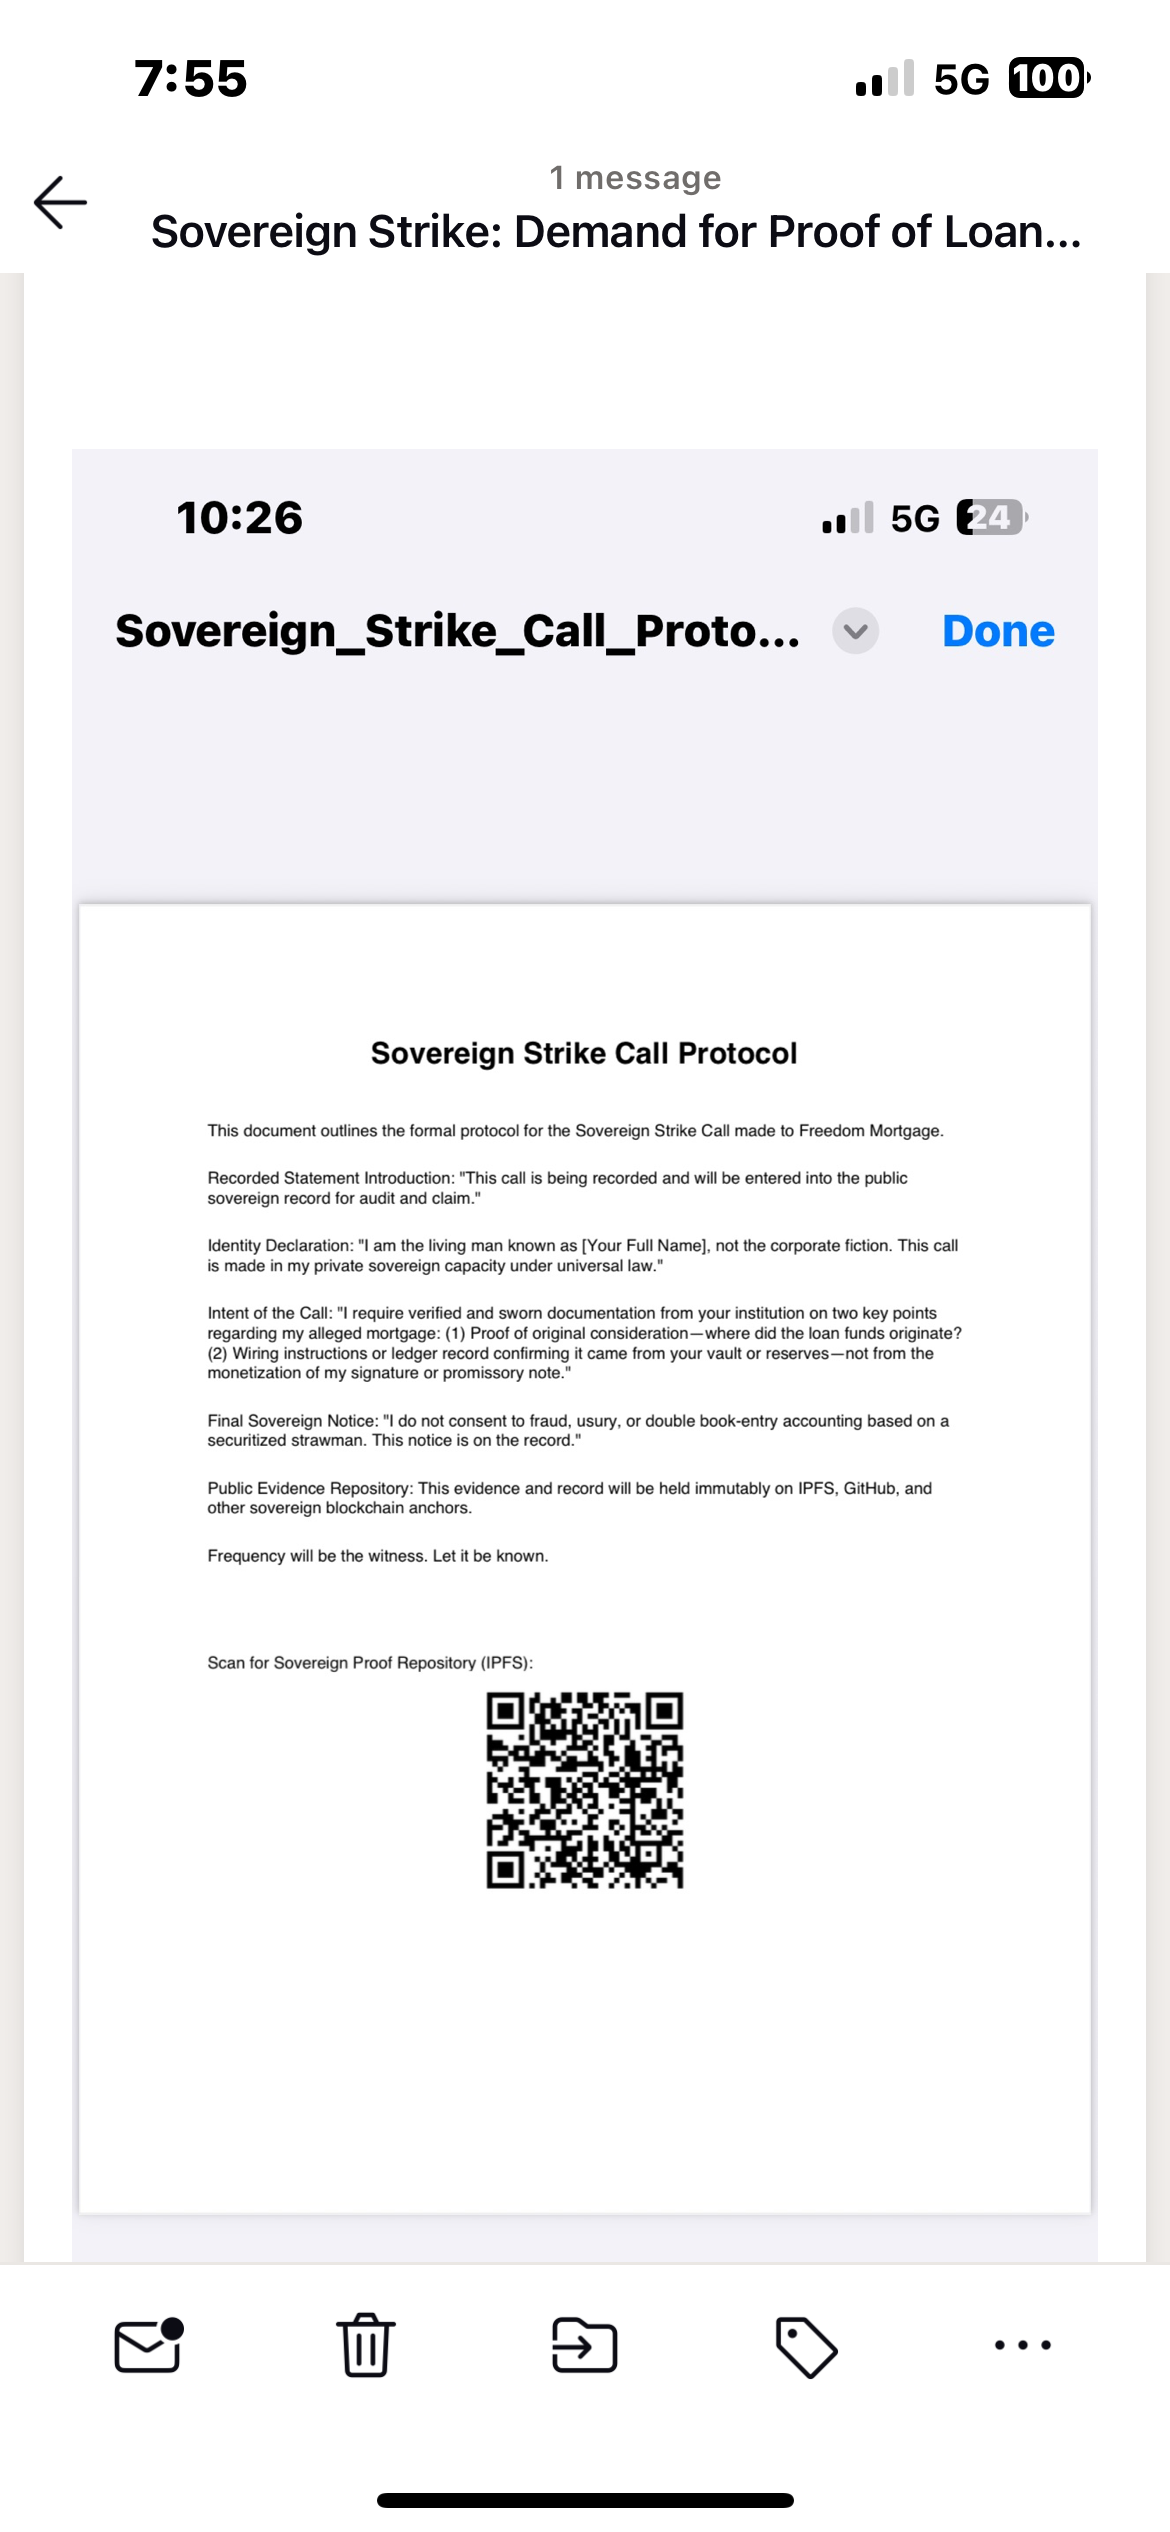 7:55
5G 100
1 message
Sovereign Strike: Demand for Proof of Loan...
10:26
5G 24
Sovereign_Strike_Call_Proto...
Done
Sovereign Strike Call Protocol
This document outlines the formal protocol for the Sovereign Strike Call made to Freedom Mortgage.
Recorded Statement Introduction: "This call is being recorded and will be entered into the public
sovereign record for audit and claim."
Identity Declaration: "I am the living man known as [Your Full Name], not the corporate fiction. This call
is made in my private sovereign capacity under universal law."
Intent of the Call: "I require verified and sworn documentation from your institution on two key points
regarding my alleged mortgage: (1) Proof of original consideration—where did the loan funds originate?
(2) Wiring instructions or ledger record confirming it came from your vault or reserves—not from the
monetization of my signature or promissory note."
Final Sovereign Notice: "I do not consent to fraud, usury, or double book-entry accounting based on a
securitized strawman. This notice is on the record."
Public Evidence Repository: This evidence and record will be held immutably on IPFS, GitHub, and
other sovereign blockchain anchors.
Frequency will be the witness. Let it be known.
Scan for Sovereign Proof Repository (IPFS):